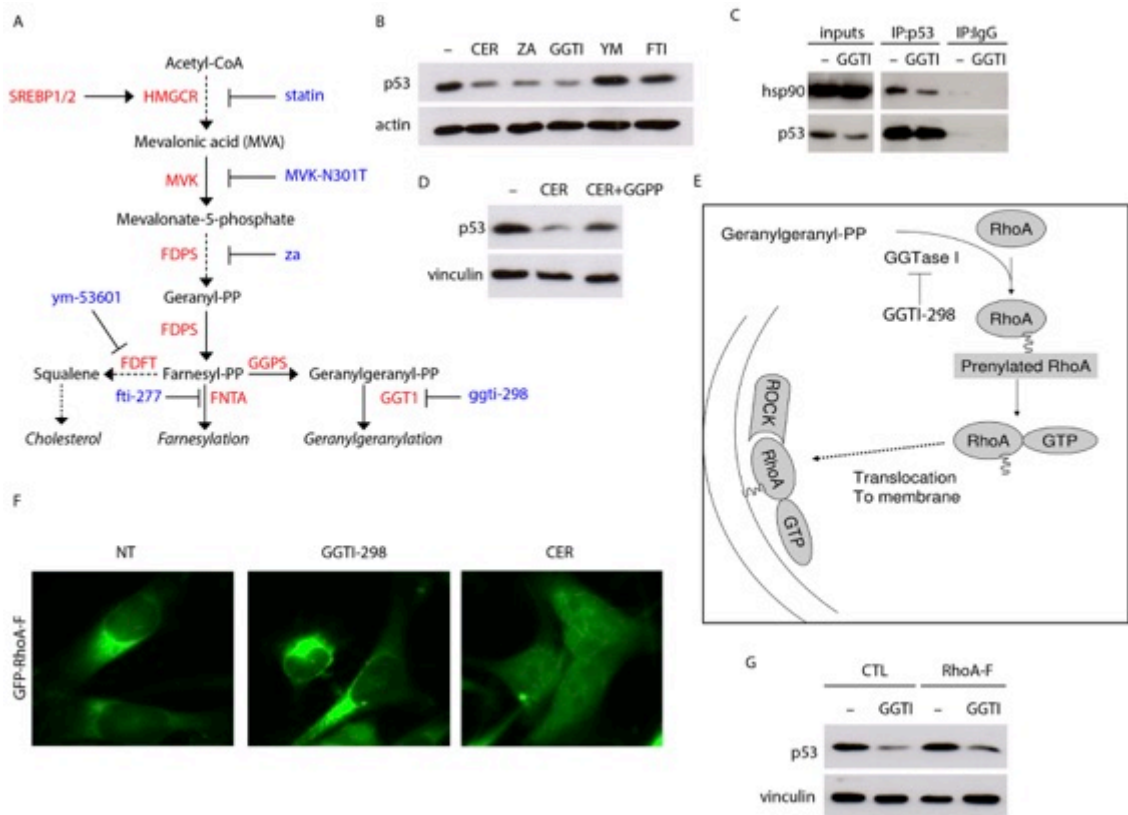 A
Acetyl-CoA
SREBP1/2
HMGCR
statin
Mevalonic acid (MVA)
MVK
MVK-N301T
Mevalonate-5-phosphate
FDPS
za
ym-53601
Geranyl-PP
FDPS
Squalene
FDFT
Farnesyl-PP
GGPS
Geranylgeranyl-PP
fti-277
FNTA
GGT1
ggti-298
Cholesterol
Farnesylation
Geranylgeranylation
B
– CER ZA GGTI YM FTI
p53
actin
C
inputs IP:p53 IP:IgG
– GGTI – GGTI – GGTI
hsp90
p53
D
– CER CER+GGPP
p53
vinculin
E
Geranylgeranyl-PP
RhoA
GGTase I
GGTI-298
RhoA
Prenylated RhoA
RhoA GTP
Translocation
To membrane
ROCK
RhoA
GTP
F
NT GGTI-298 CER
GFP-RhoA-F
G
CTL RhoA-F
– GGTI – GGTI
p53
vinculin